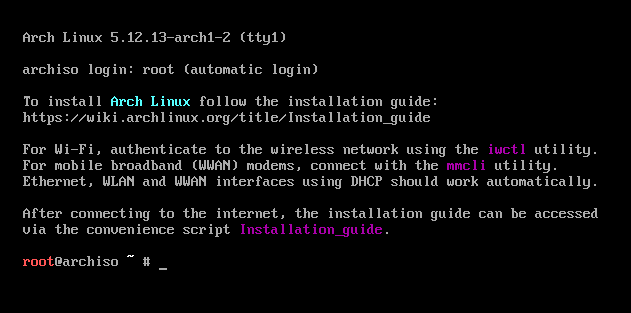 Arch Linux 5.12.13-arch1-2 (tty1)
archiso login: root (automatic login)
To install Arch Linux follow the installation guide:
https://wiki.archlinux.org/title/Installation_guide
For Wi-Fi, authenticate to the wireless network using the iwctl utility.
For mobile broadband (WWAN) modems, connect with the mmcli utility.
Ethernet, WLAN and WWAN interfaces using DHCP should work automatically.
After connecting to the internet, the installation guide can be accessed
via the convenience script Installation_guide.
root@archiso ~ # _